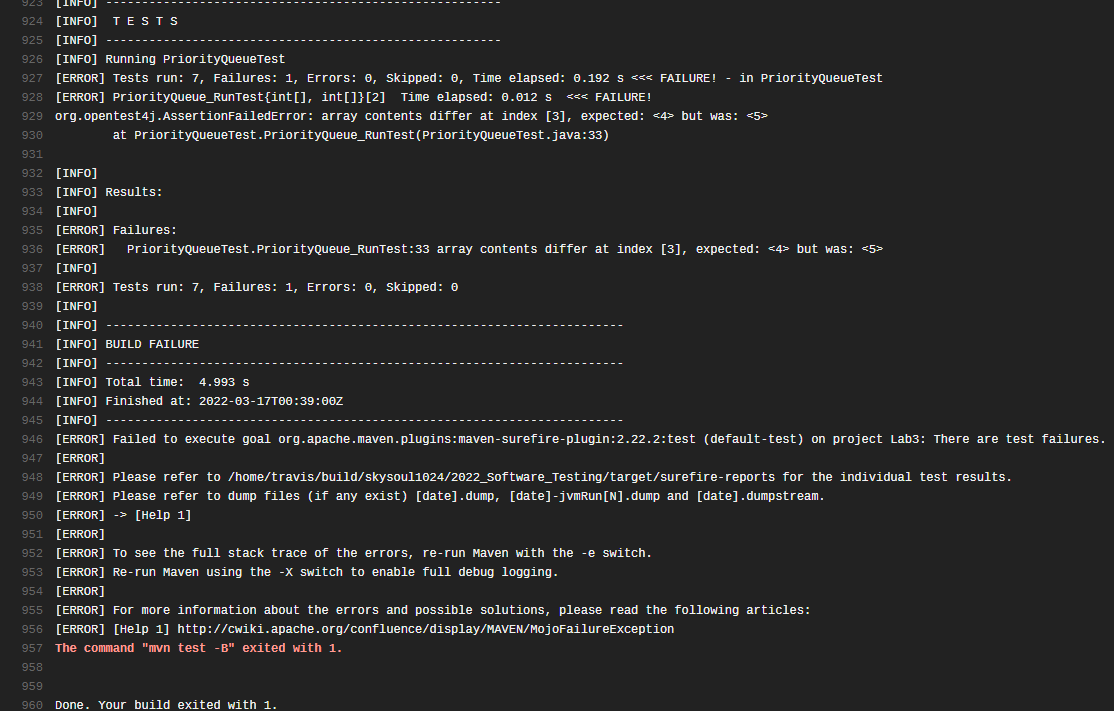 923 [INFO] -------------------------------------------------------
924 [INFO]  T E S T S
925 [INFO] -------------------------------------------------------
926 [INFO] Running PriorityQueueTest
927 [ERROR] Tests run: 7, Failures: 1, Errors: 0, Skipped: 0, Time elapsed: 0.192 s <<< FAILURE! - in PriorityQueueTest
928 [ERROR] PriorityQueue_RunTest{int[], int[]}[2]  Time elapsed: 0.012 s  <<< FAILURE!
929 org.opentest4j.AssertionFailedError: array contents differ at index [3], expected: <4> but was: <5>
930         at PriorityQueueTest.PriorityQueue_RunTest(PriorityQueueTest.java:33)
931
932 [INFO]
933 [INFO] Results:
934 [INFO]
935 [ERROR] Failures:
936 [ERROR]   PriorityQueueTest.PriorityQueue_RunTest:33 array contents differ at index [3], expected: <4> but was: <5>
937 [INFO]
938 [ERROR] Tests run: 7, Failures: 1, Errors: 0, Skipped: 0
939 [INFO]
940 [INFO] ------------------------------------------------------------------------
941 [INFO] BUILD FAILURE
942 [INFO] ------------------------------------------------------------------------
943 [INFO] Total time:  4.993 s
944 [INFO] Finished at: 2022-03-17T00:39:00Z
945 [INFO] ------------------------------------------------------------------------
946 [ERROR] Failed to execute goal org.apache.maven.plugins:maven-surefire-plugin:2.22.2:test (default-test) on project Lab3: There are test failures.
947 [ERROR]
948 [ERROR] Please refer to /home/travis/build/skysoul1024/2022_Software_Testing/target/surefire-reports for the individual test results.
949 [ERROR] Please refer to dump files (if any exist) [date].dump, [date]-jvmRun[N].dump and [date].dumpstream.
950 [ERROR] -> [Help 1]
951 [ERROR]
952 [ERROR] To see the full stack trace of the errors, re-run Maven with the -e switch.
953 [ERROR] Re-run Maven using the -X switch to enable full debug logging.
954 [ERROR]
955 [ERROR] For more information about the errors and possible solutions, please read the following articles:
956 [ERROR] [Help 1] http://cwiki.apache.org/confluence/display/MAVEN/MojoFailureException
957 The command "mvn test -B" exited with 1.
958
959
960 Done. Your build exited with 1.